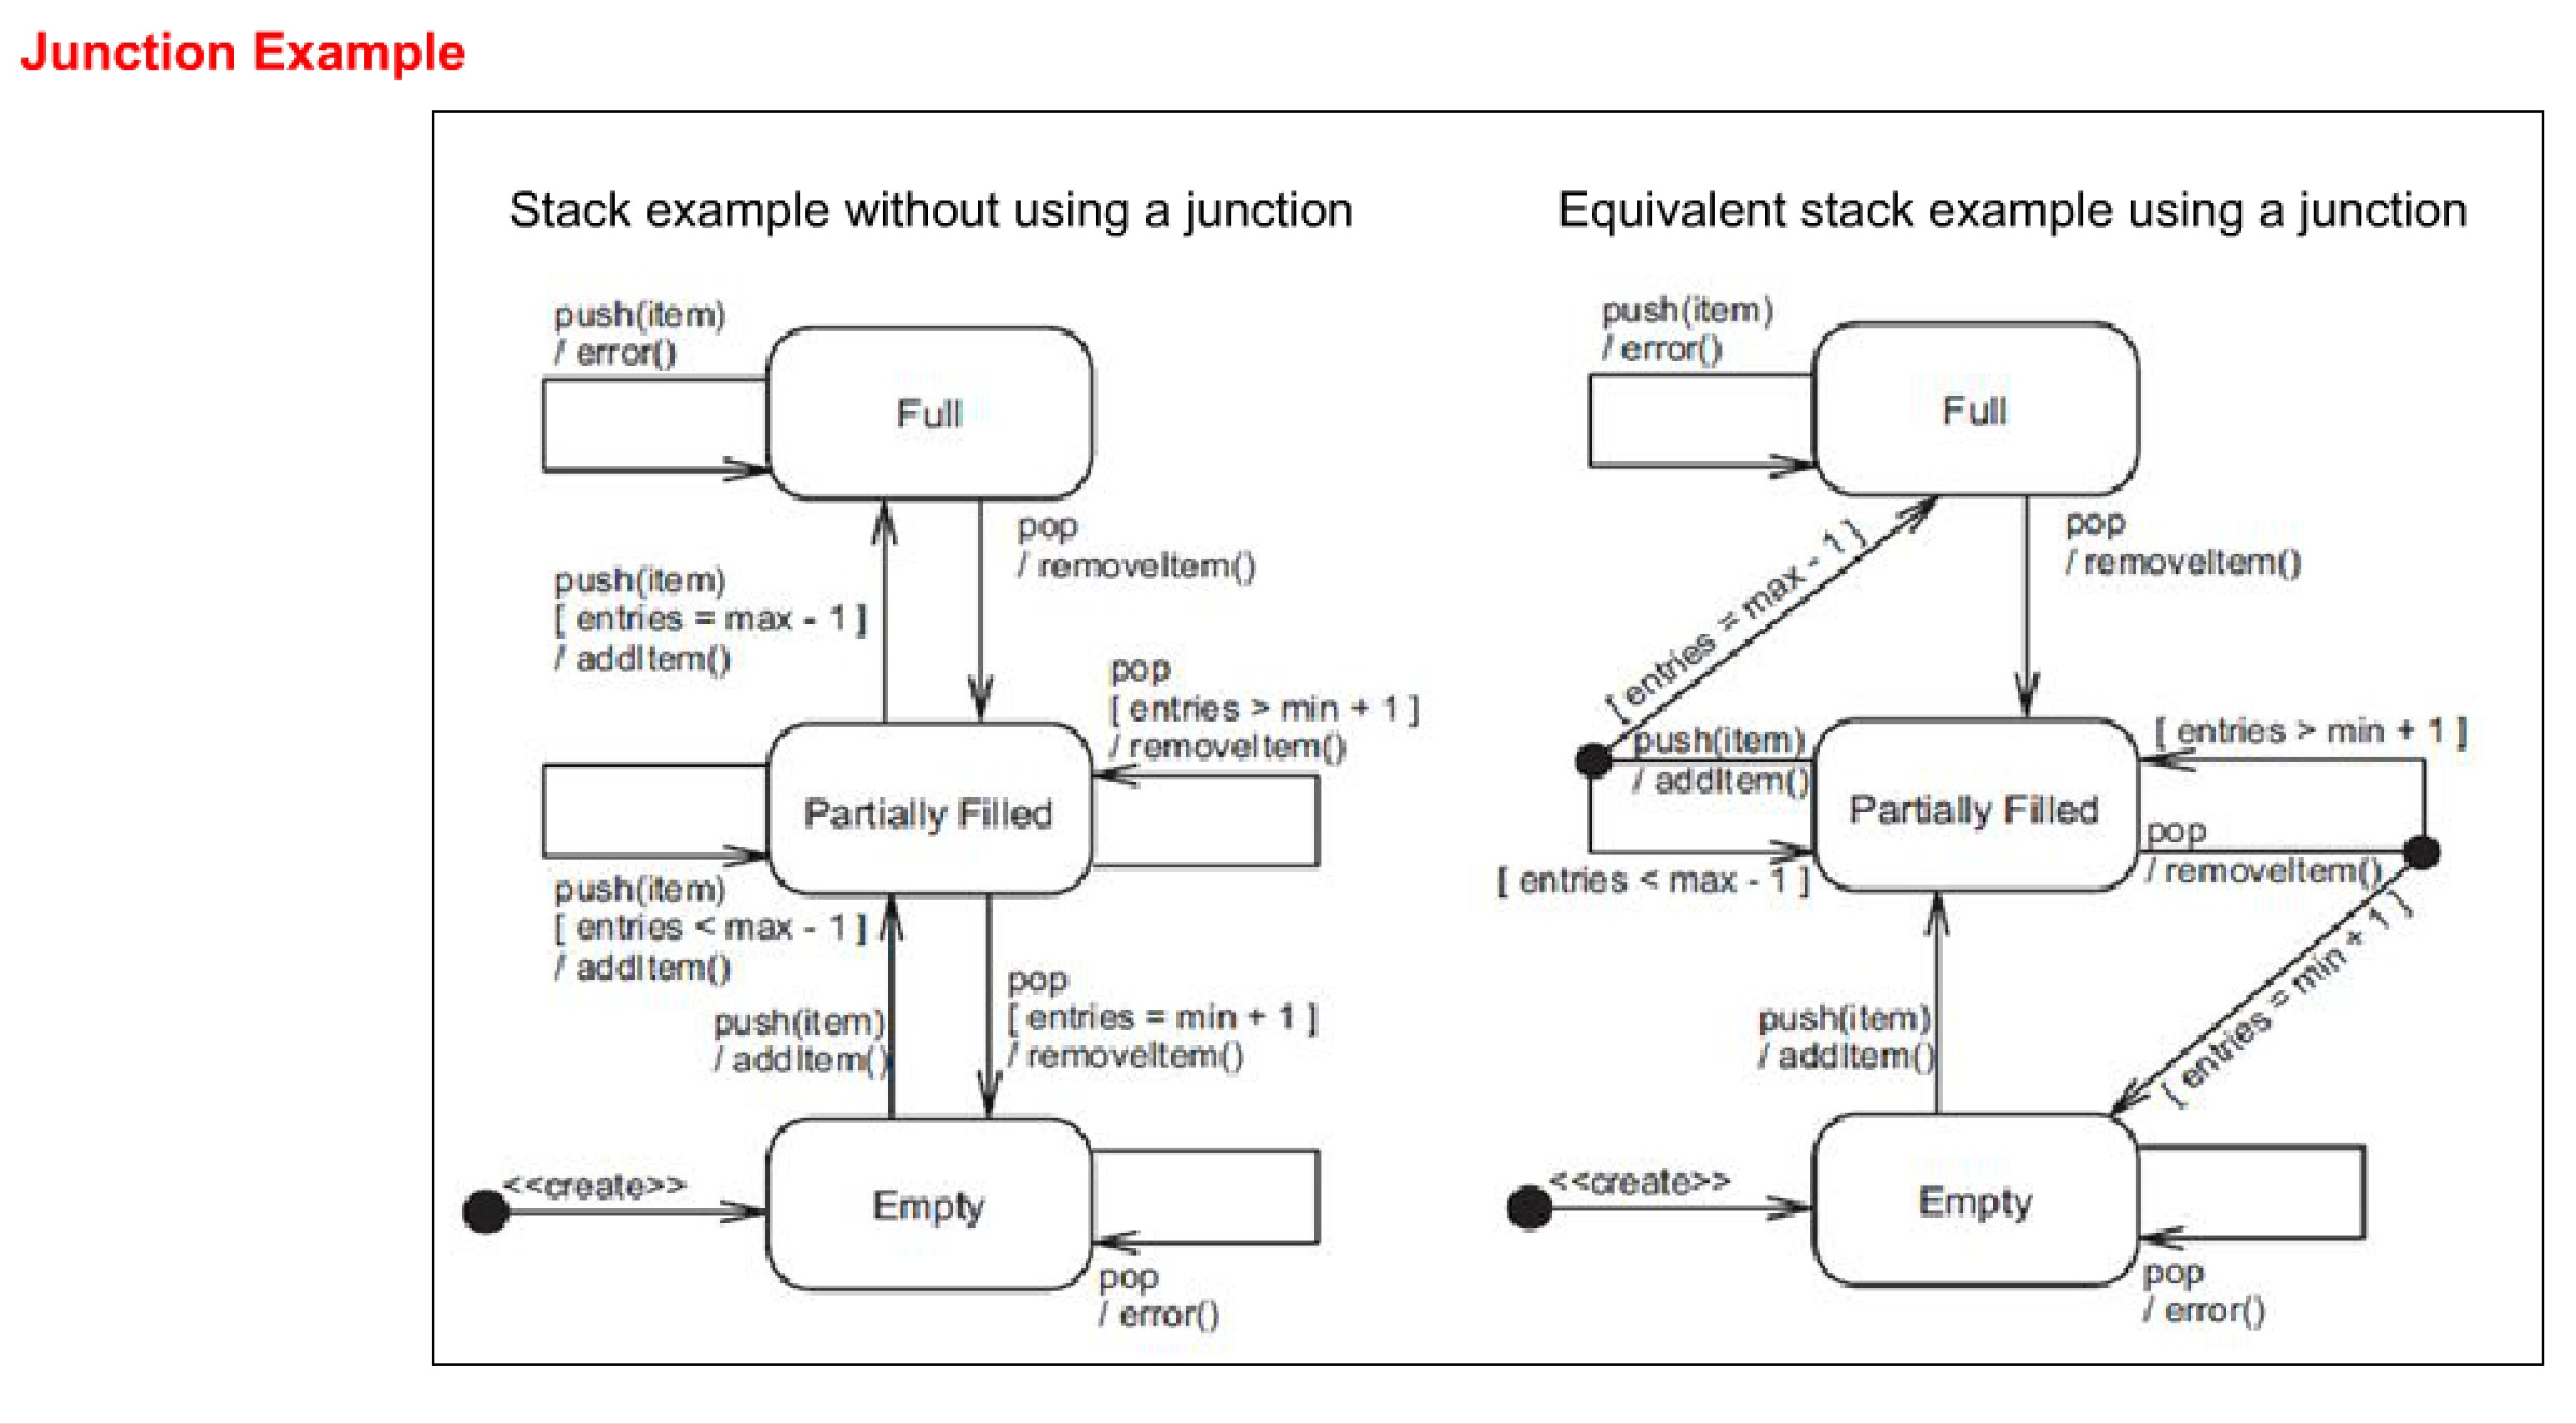 Junction Example
Stack example without using a junction
push(item)
/ error()
Full
pop
/ removeItem()
push(item)
[ entries = max - 1 ]
/ addItem()
pop
[ entries > min + 1 ]
/ removeItem()
Partially Filled
push(item)
[ entries < max - 1 ]
/ addItem()
push(item)
/ addItem()
pop
[ entries = min + 1 ]
/ removeItem()
<<create>>
Empty
pop
/ error()
Equivalent stack example using a junction
push(item)
/ error()
Full
pop
/ removeItem()
[ entries = max - 1 ]
push(item)
/ addItem()
[ entries > min + 1 ]
Partially Filled
pop
/ removeItem()
[ entries < max - 1 ]
[ entries = min + 1 ]
push(item)
/ addItem()
<<create>>
Empty
pop
/ error()